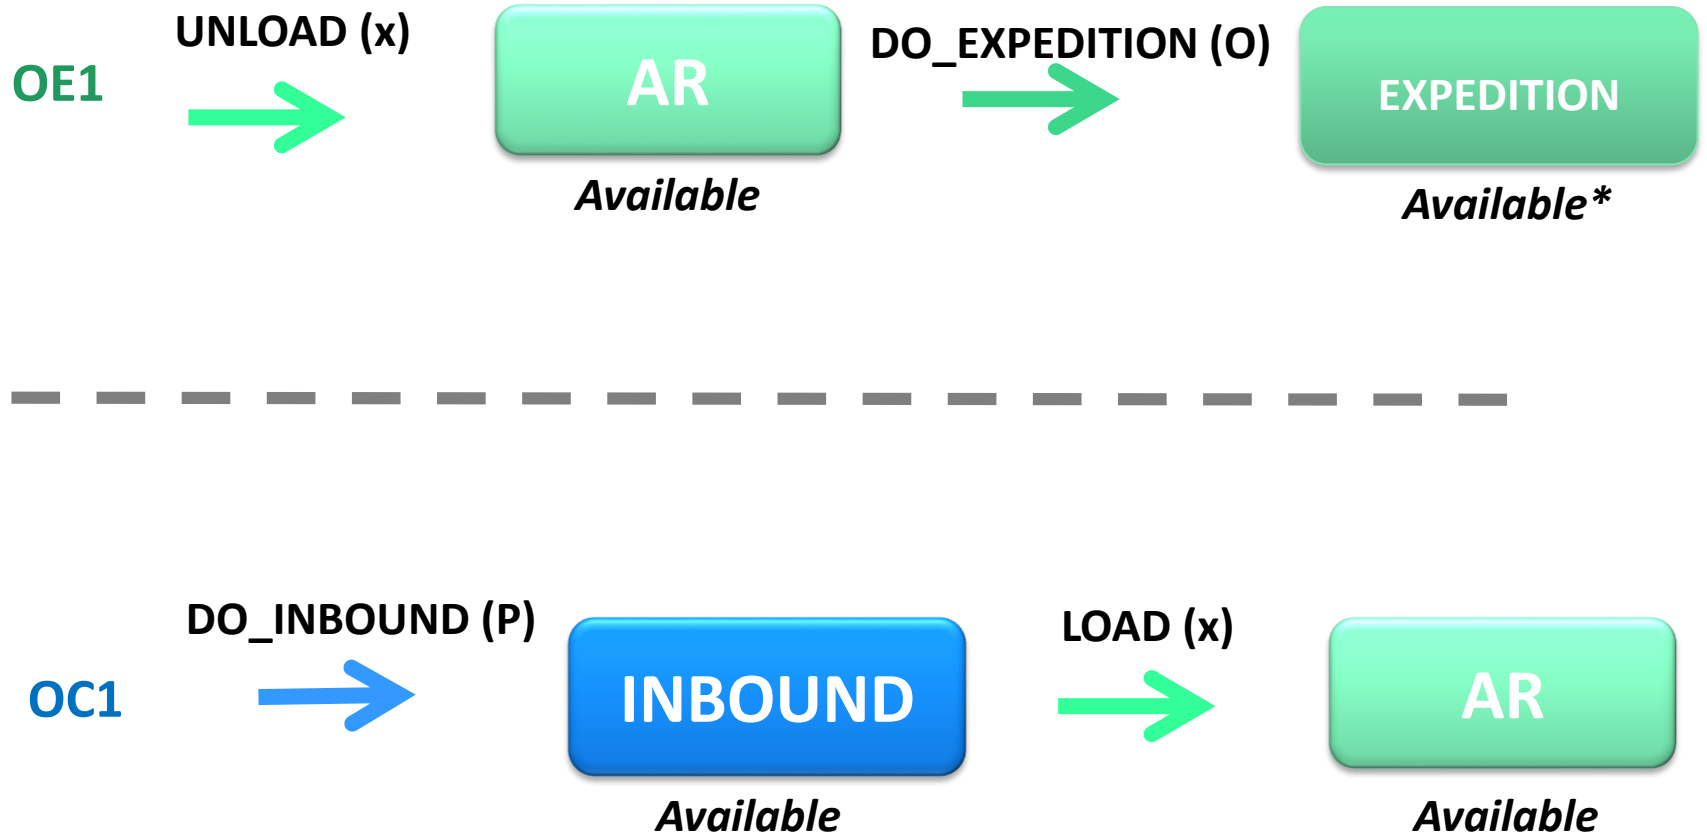 UNLOAD (x)
OE1
AR
Available
DO_EXPEDITION (O)
EXPEDITION
Available*
DO_INBOUND (P)
OC1
INBOUND
Available
LOAD (x)
AR
Available